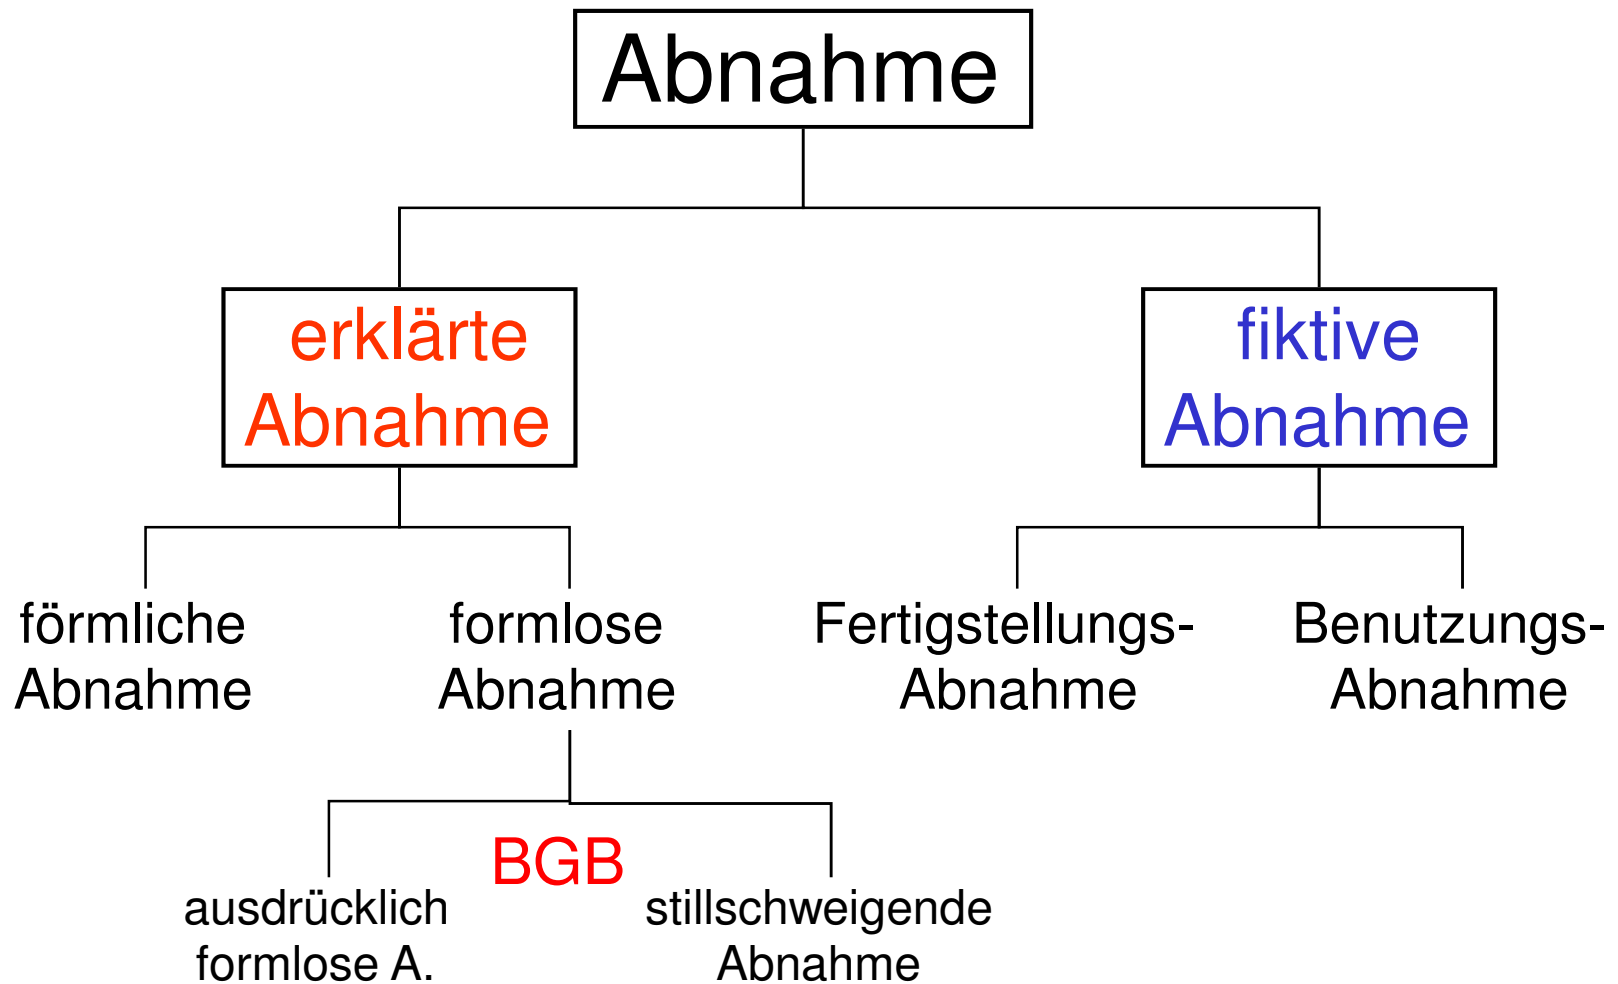 Abnahme
erklärte
Abnahme
fiktive
Abnahme
förmliche
Abnahme
formlose
Abnahme
Fertigstellungs-
Abnahme
Benutzungs-
Abnahme
BGB
ausdrücklich
formlose A.
stillschweigende
Abnahme